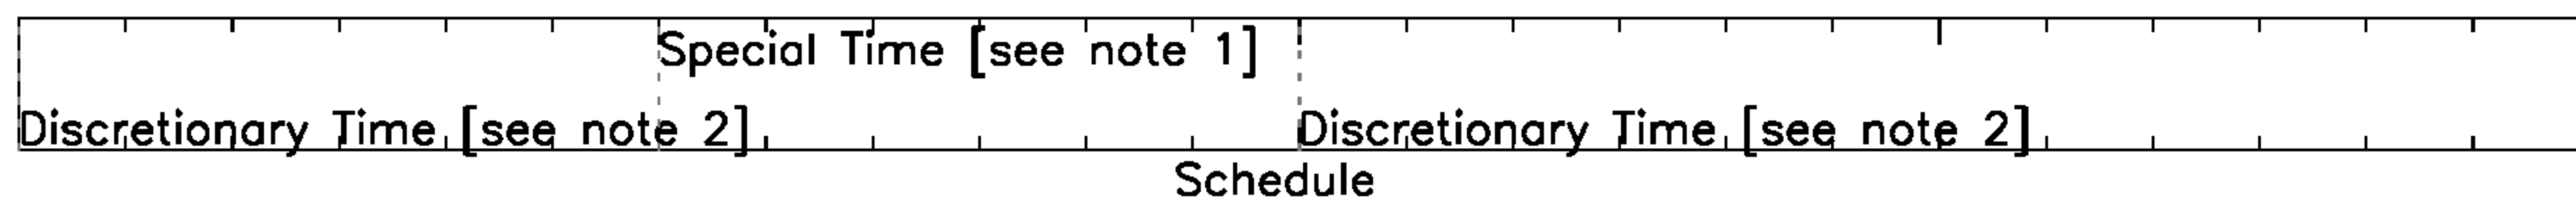 Special Time [see note 1]
Discretionary Time [see note 2]
Discretionary Time [see note 2]
Schedule